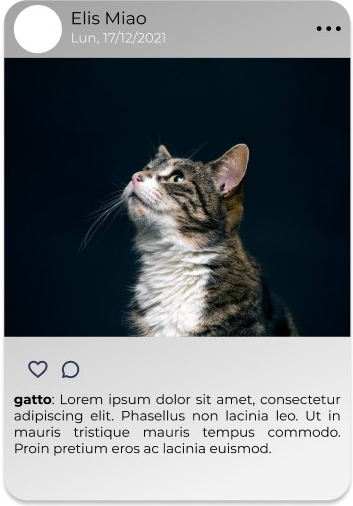 Elis Miao
Lun, 17/12/2021
gatto: Lorem ipsum dolor sit amet, consectetur
adipiscing elit. Phasellus non lacinia leo. Ut in
mauris tristique mauris tempus commodo.
Proin pretium eros ac lacinia euismod.